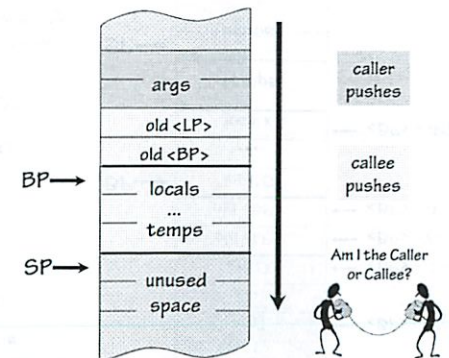 args
old <LP>
old <BP>
BP
locals
...
temps
SP
unused
space
caller
pushes
callee
pushes
Am I the Caller
or Callee?